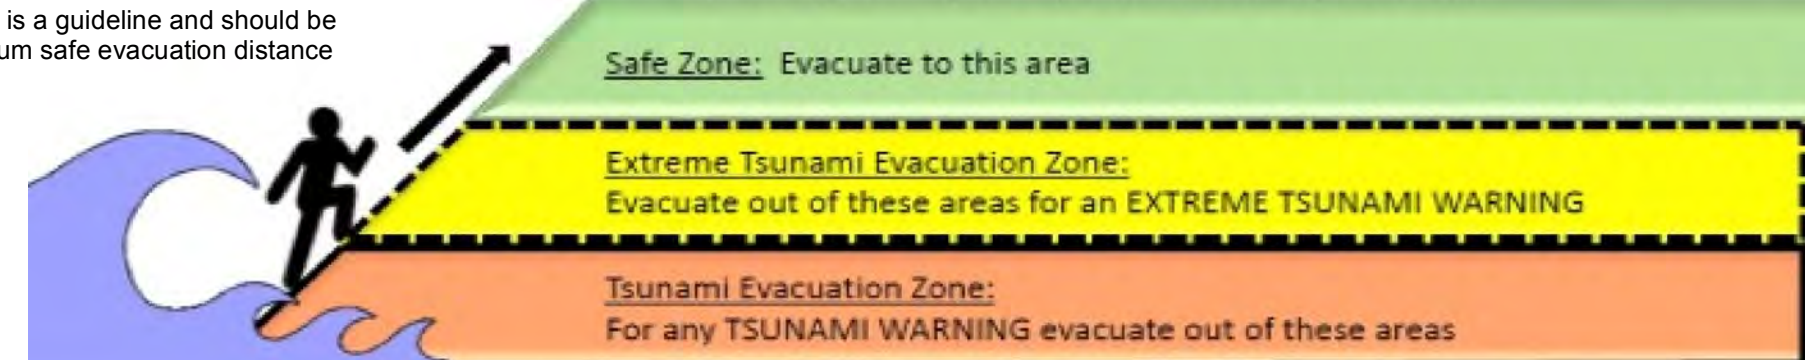 is a guideline and should be
um safe evacuation distance
Safe Zone: Evacuate to this area
Extreme Tsunami Evacuation Zone:
Evacuate out of these areas for an EXTREME TSUNAMI WARNING
Tsunami Evacuation Zone:
For any TSUNAMI WARNING evacuate out of these areas